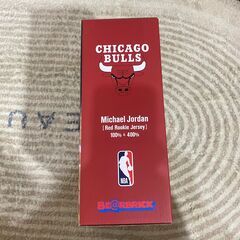 CHICAGO
BULLS
Michael Jordan
[Red Rookie Jersey]
100% & 400%
NBA
BE@RBRICK